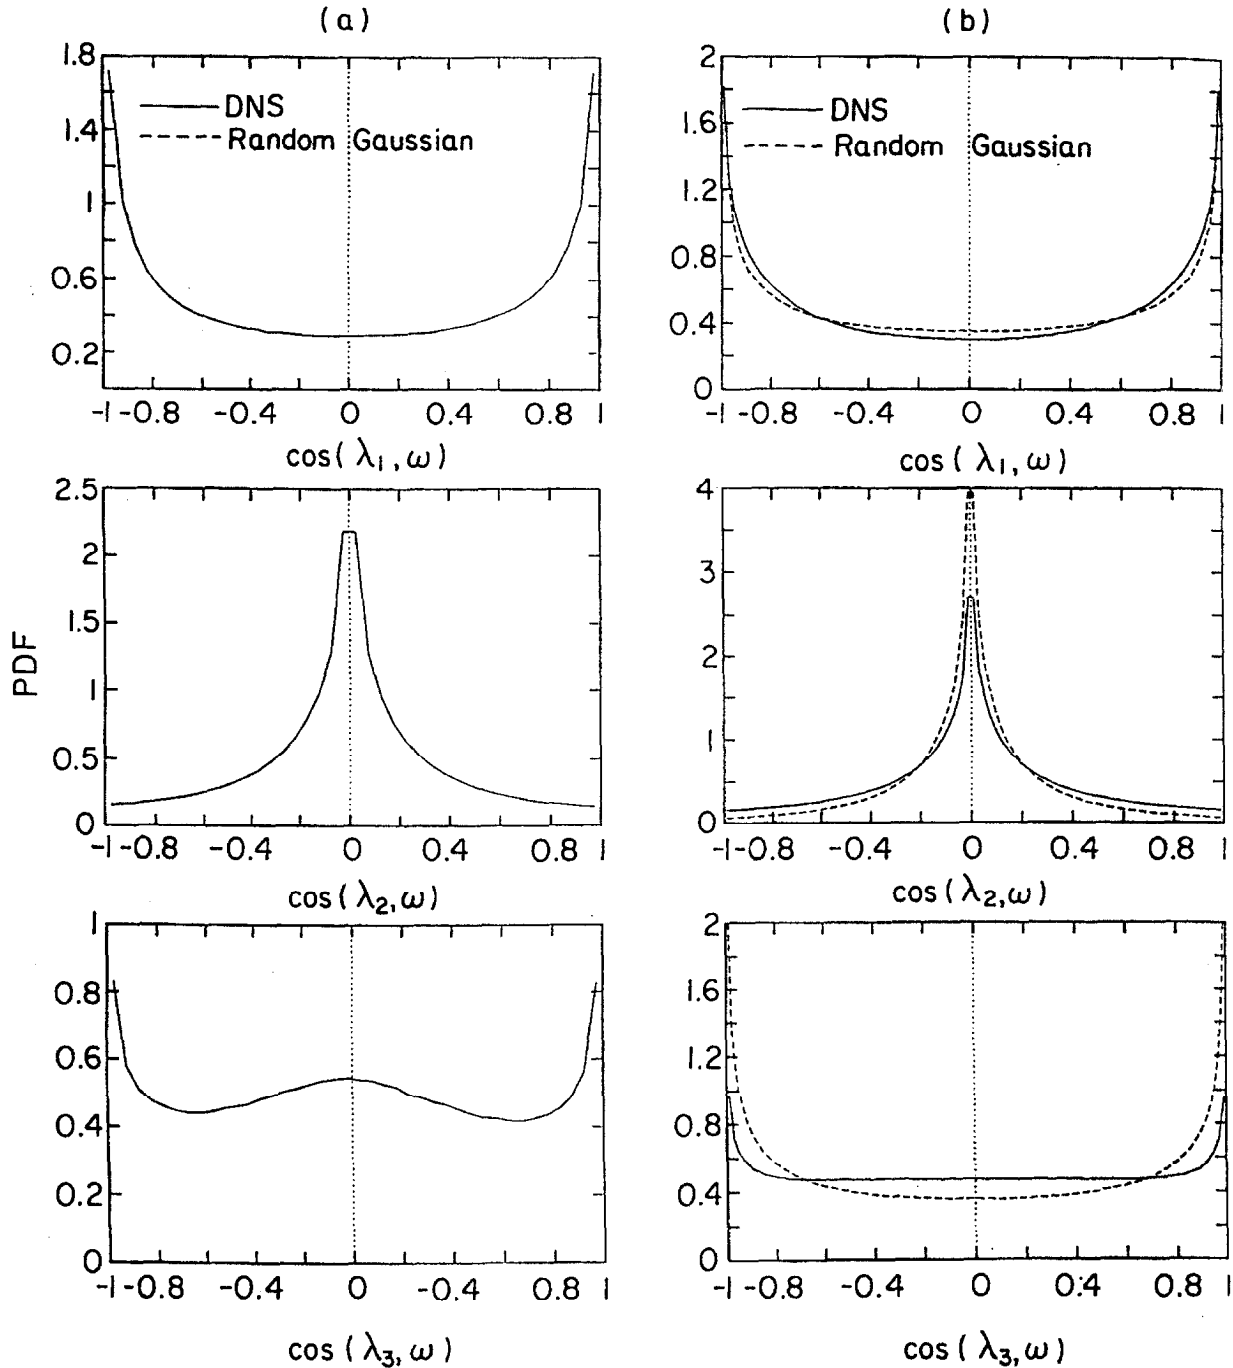 (a)
1.8
1.4
1
0.6
0.2
DNS
Random Gaussian
-1 -0.8 -0.4 0 0.4 0.8 1
cos(λ1, ω)
(b)
2
1.6
1.2
0.8
0.4
0
DNS
Random Gaussian
-1 -0.8 -0.4 0 0.4 0.8 1
cos(λ1, ω)
PDF
2.5
2
1.5
1
0.5
0
-1 -0.8 -0.4 0 0.4 0.8 1
cos(λ2, ω)
4
3
2
1
0
-1 -0.8 -0.4 0 0.4 0.8 1
cos(λ2, ω)
1
0.8
0.6
0.4
0.2
0
-1 -0.8 -0.4 0 -0.4 0.8 1
cos(λ3, ω)
2
1.6
1.2
0.8
0.4
0
-1 -0.8 -0.4 0 0.4 0.8 1
cos(λ3, ω)